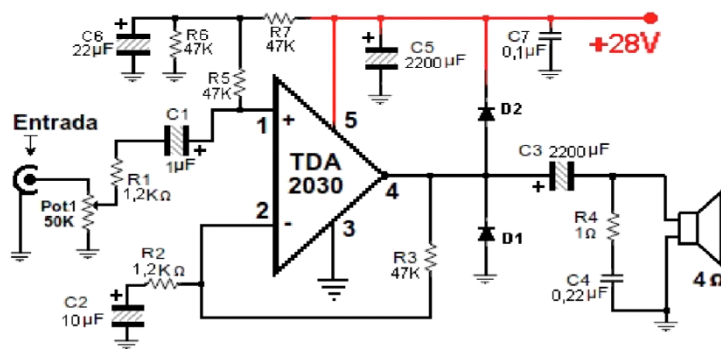 C6
22µF
R6
47K
R7
47K
C5
2200µF
C7
0,1µF
+28V
R5
47K
Entrada
C1
1µF
1
+
5
TDA
2030
4
D2
C3 2200µF
Pot1
50K
R1
1,2KΩ
2
-
3
R2
1,2KΩ
R3
47K
D1
R4
1Ω
C4
0,22µF
4Ω
C2
10µF